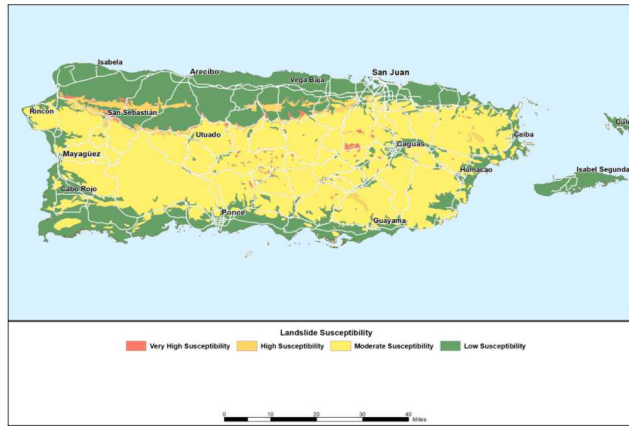 Isabela
Arecibo
Vega Baja
San Juan
Rincón
San Sebastián
Utuado
Mayagüez
Caguas
Ceiba
Humacao
Isabel Segunda
Cabo Rojo
Ponce
Guayama
Landslide Susceptibility
Very High Susceptibility High Susceptibility Moderate Susceptibility Low Susceptibility
0 10 20 30 40
Miles